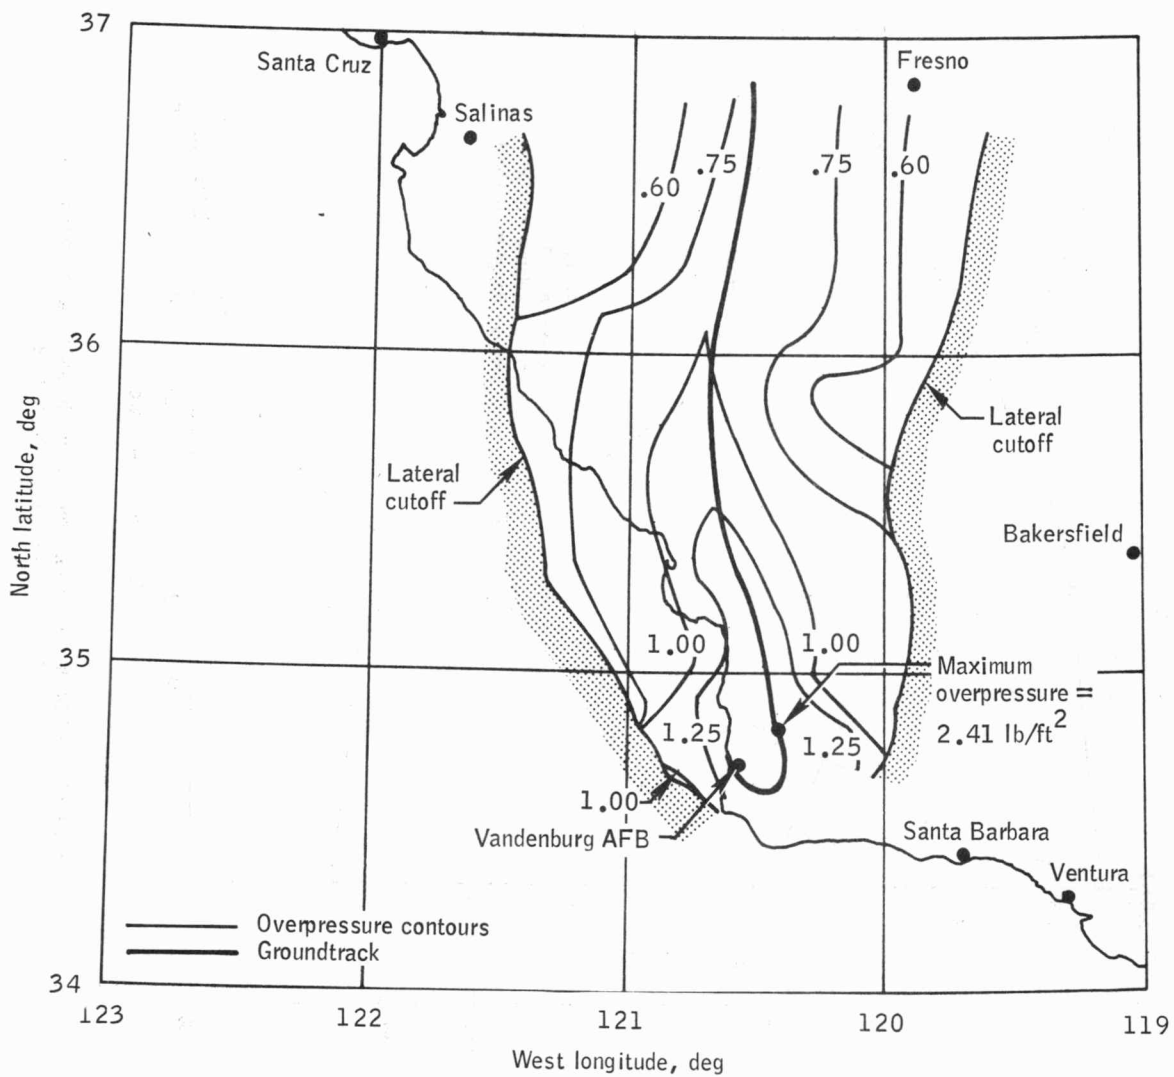 37
Santa Cruz
Fresno
Salinas
.60
.75
.75
.60
36
North latitude, deg
Lateral
cutoff
Lateral
cutoff
Bakersfield
35
1.00
1.00
Maximum
overpressure =
2.41 lb/ft2
1.25
1.25
1.00
Vandenburg AFB
Santa Barbara
Ventura
Overpressure contours
Groundtrack
34
123
122
121
120
119
West longitude, deg